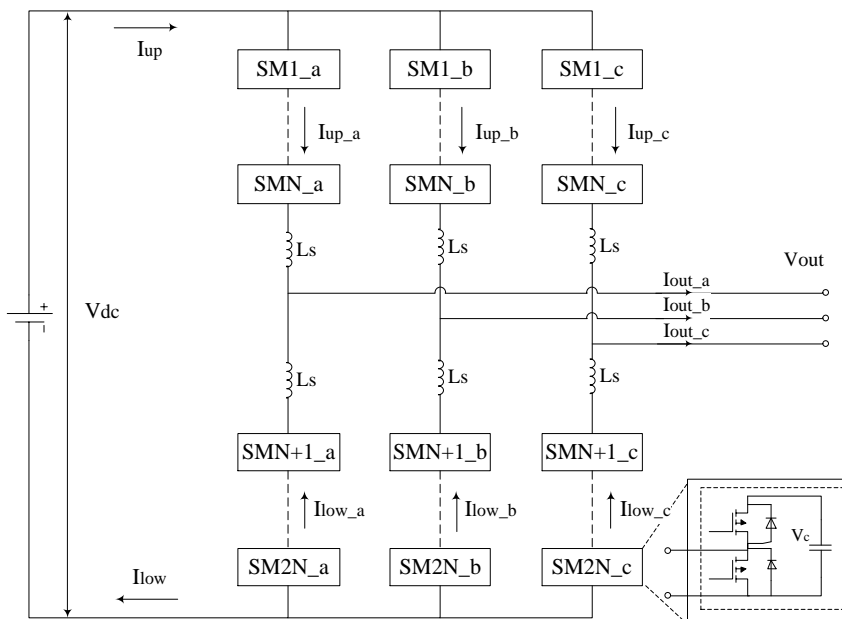 Iup
SM1_a SM1_b SM1_c
Iup_a Iup_b Iup_c
SMN_a SMN_b SMN_c
Ls Ls Ls
Vout
Iout_a
Iout_b
Iout_c
+
Vdc
−
Ls Ls Ls
SMN+1_a SMN+1_b SMN+1_c
Ilow_a Ilow_b Ilow_c
Vc
SM2N_a SM2N_b SM2N_c
Ilow